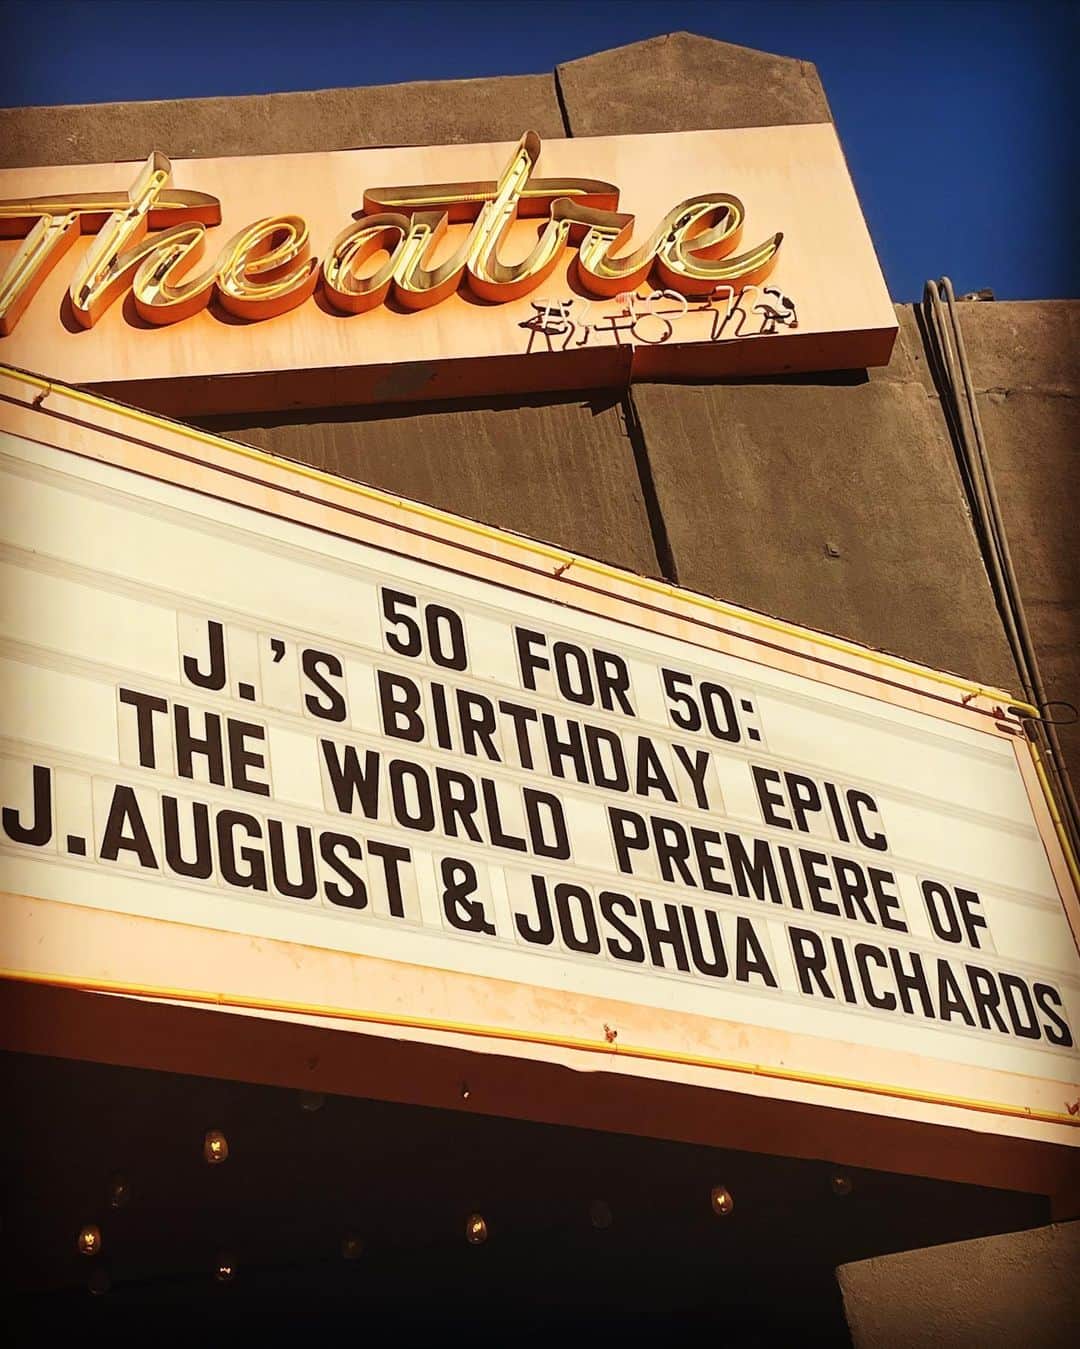 Theatre
50 FOR 50:
J.'S BIRTHDAY EPIC
THE WORLD PREMIERE OF
J.AUGUST & JOSHUA RICHARDS